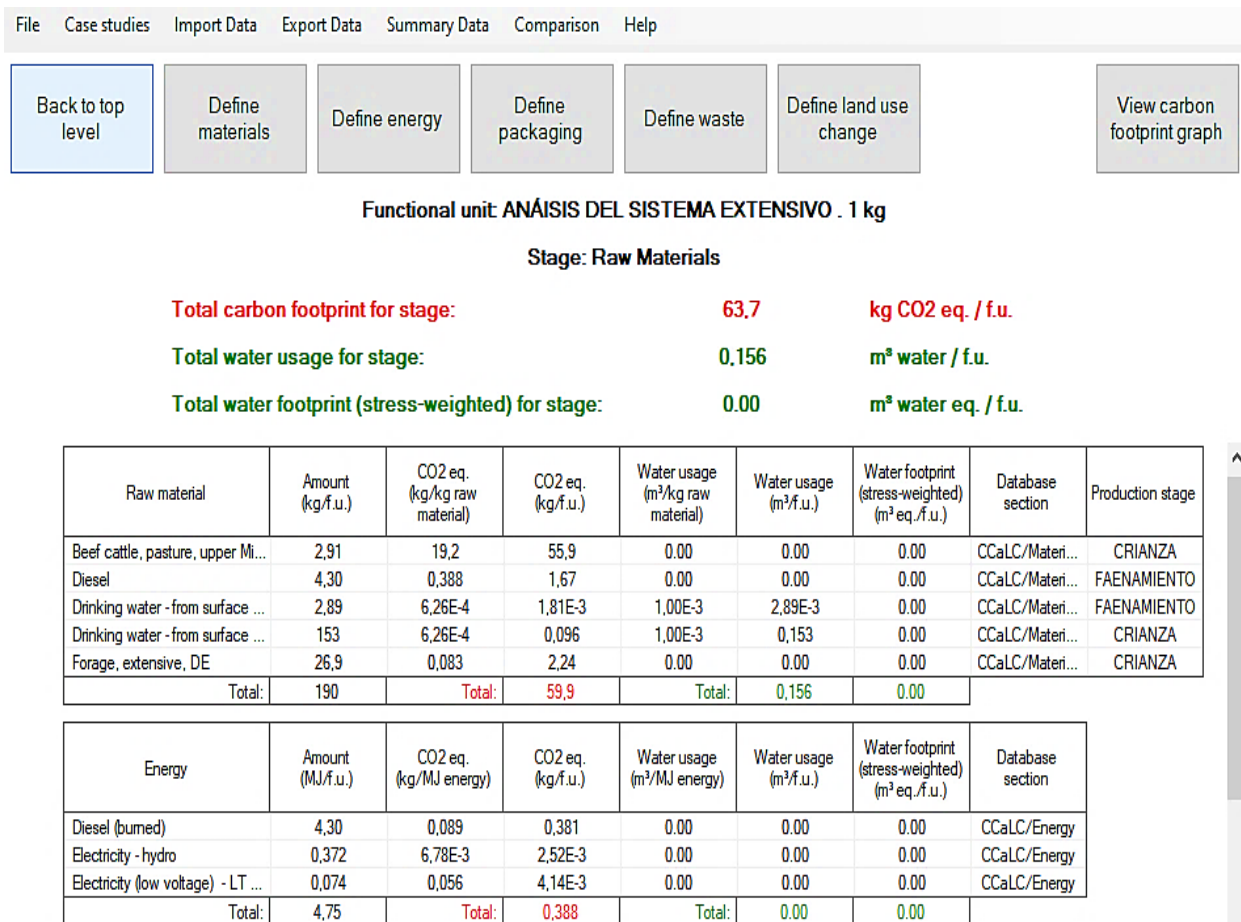 File Case studies Import Data Export Data Summary Data Comparison Help
Back to top level Define materials Define energy Define packaging Define waste Define land use change View carbon footprint graph
Functional unit: ANÁISIS DEL SISTEMA EXTENSIVO . 1 kg
Stage: Raw Materials
Total carbon footprint for stage: 63,7 kg CO2 eq. / f.u.
Total water usage for stage: 0,156 m³ water / f.u.
Total water footprint (stress-weighted) for stage: 0.00 m³ water eq. / f.u.
Raw material Amount (kg/f.u.) CO2 eq. (kg/kg raw material) CO2 eq. (kg/f.u.) Water usage (m³/kg raw material) Water usage (m³/f.u.) Water footprint (stress-weighted) (m³ eq./f.u.) Database section Production stage
Beef cattle, pasture, upper Mi... 2,91 19,2 55,9 0.00 0.00 0.00 CCaLC/Materi... CRIANZA
Diesel 4,30 0,388 1,67 0.00 0.00 0.00 CCaLC/Materi... FAENAMIENTO
Drinking water - from surface ... 2,89 6,26E-4 1,81E-3 1,00E-3 2,89E-3 0.00 CCaLC/Materi... FAENAMIENTO
Drinking water - from surface ... 153 6,26E-4 0,096 1,00E-3 0,153 0.00 CCaLC/Materi... CRIANZA
Forage, extensive, DE 26,9 0,083 2,24 0.00 0.00 0.00 CCaLC/Materi... CRIANZA
Total: 190 Total: 59,9 Total: 0,156 0.00
Energy Amount (MJ/f.u.) CO2 eq. (kg/MJ energy) CO2 eq. (kg/f.u.) Water usage (m³/MJ energy) Water usage (m³/f.u.) Water footprint (stress-weighted) (m³ eq./f.u.) Database section
Diesel (burned) 4,30 0,089 0,381 0.00 0.00 0.00 CCaLC/Energy
Electricity - hydro 0,372 6,78E-3 2,52E-3 0.00 0.00 0.00 CCaLC/Energy
Electricity (low voltage) - LT ... 0,074 0,056 4,14E-3 0.00 0.00 0.00 CCaLC/Energy
Total: 4,75 Total: 0,388 Total: 0.00 0.00